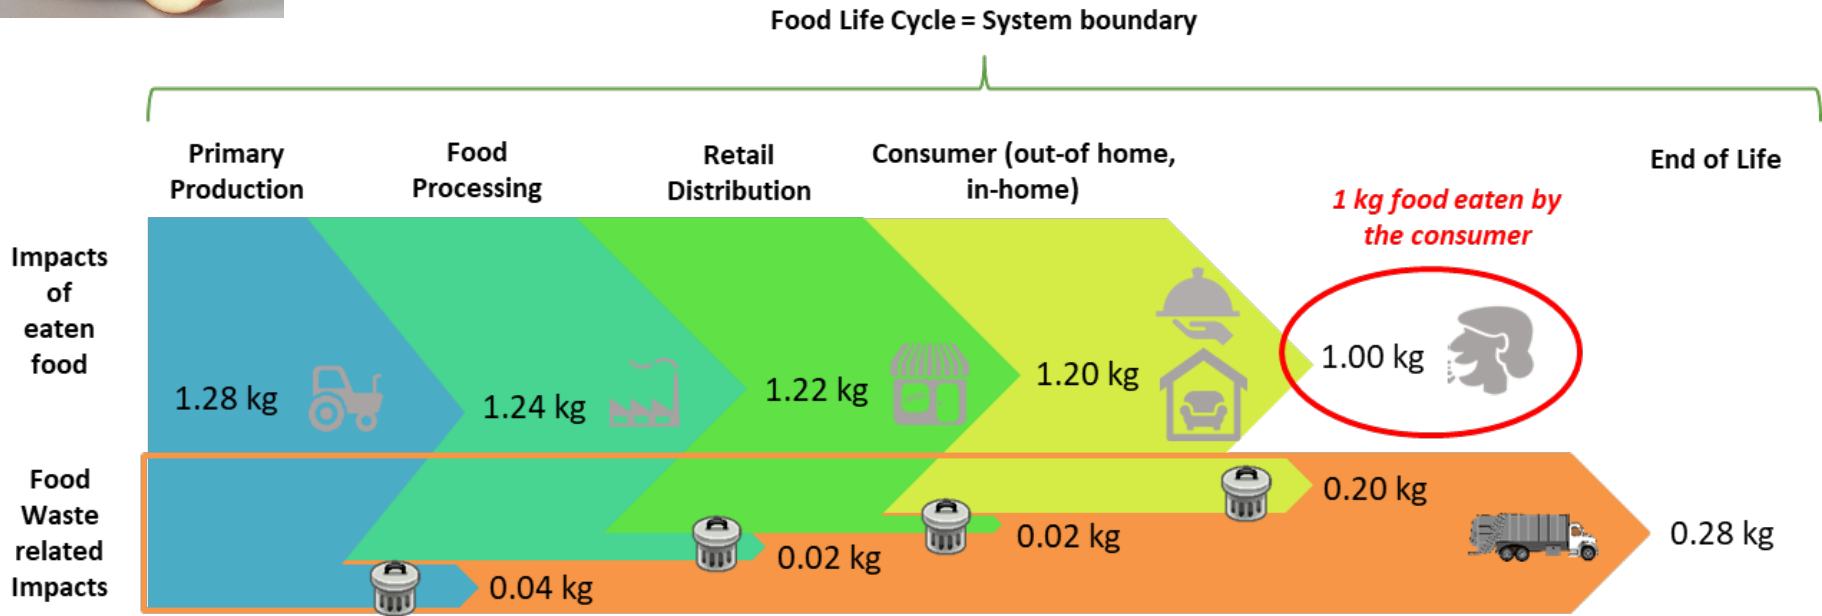 Food Life Cycle = System boundary
Primary
Production
Food
Processing
Retail
Distribution
Consumer (out-of home,
in-home)
End of Life
1 kg food eaten by
the consumer
Impacts
of
eaten
food
1.28 kg
1.24 kg
1.22 kg
1.20 kg
1.00 kg
Food
Waste
related
Impacts
0.04 kg
0.02 kg
0.02 kg
0.20 kg
0.28 kg